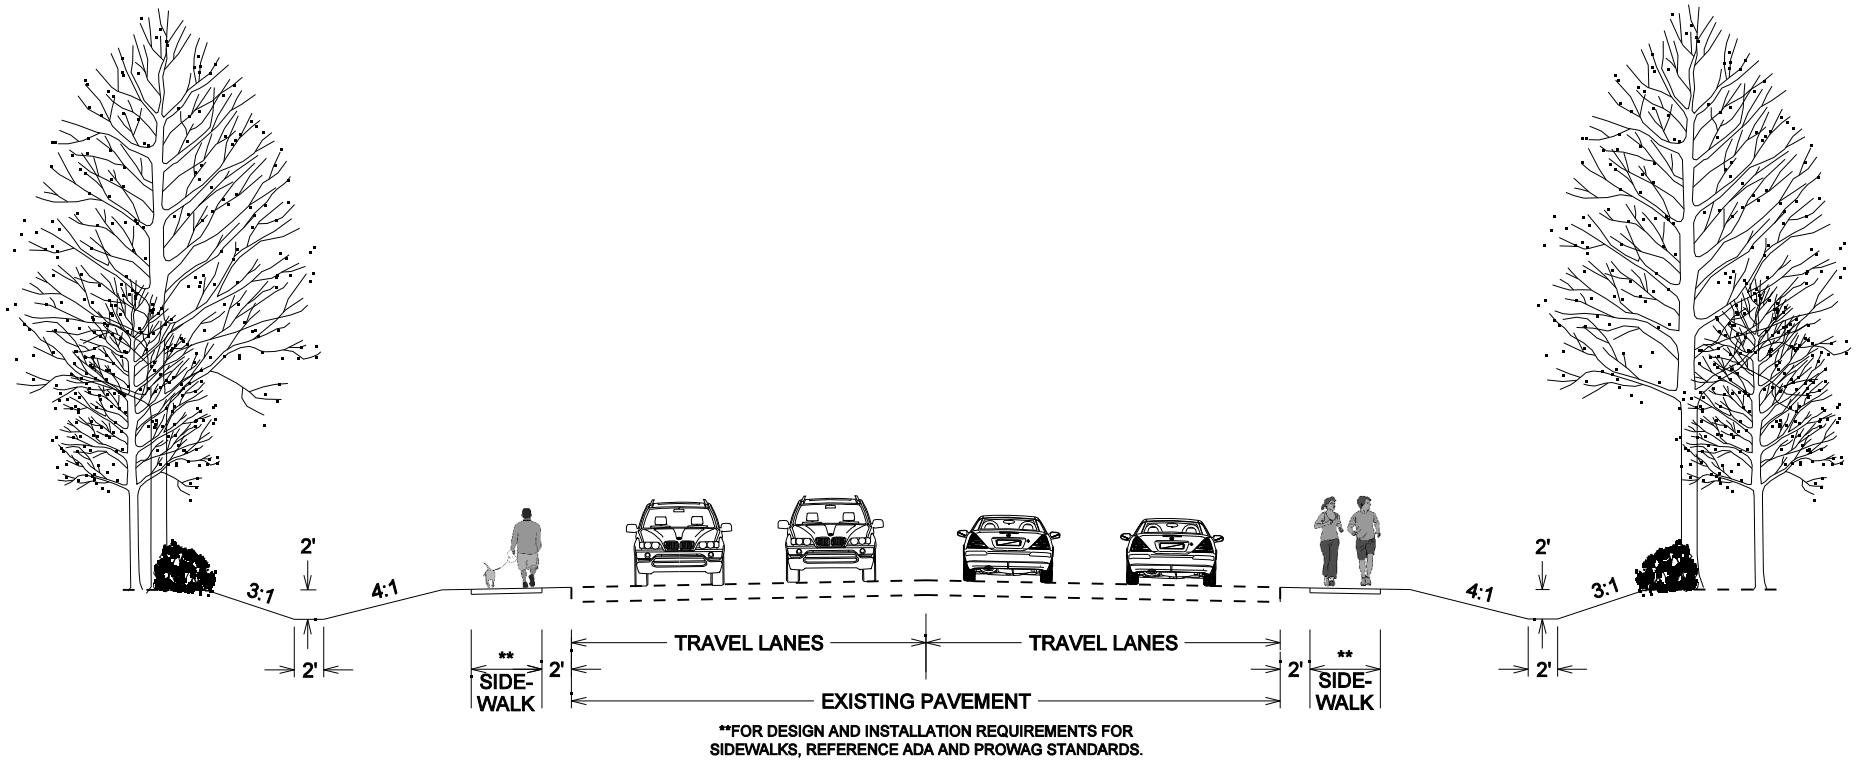 2'
2'
3:1
4:1
4:1
3:1
TRAVEL LANES
TRAVEL LANES
**
**
2'
2'
2'
2'
SIDE-
WALK
SIDE-
WALK
EXISTING PAVEMENT
**FOR DESIGN AND INSTALLATION REQUIREMENTS FOR
SIDEWALKS, REFERENCE ADA AND PROWAG STANDARDS.